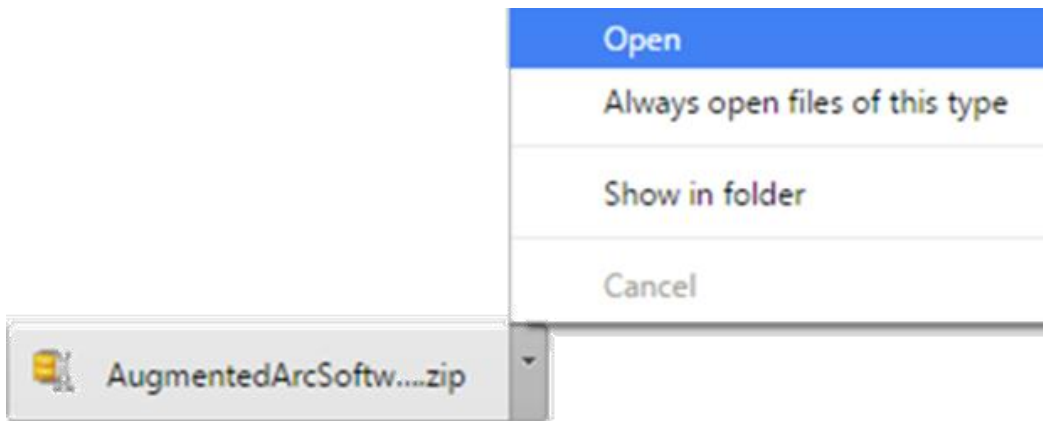 Open
Always open files of this type
Show in folder
Cancel
AugmentedArcSoftw....zip